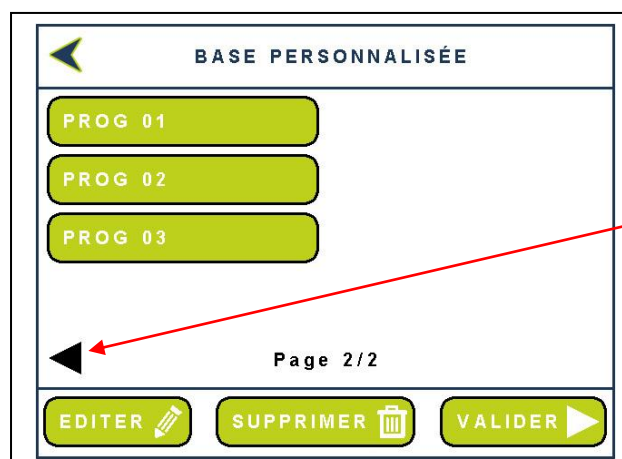 BASE PERSONNALISÉE
PROG 01
PROG 02
PROG 03
Page 2/2
EDITER SUPPRIMER VALIDER